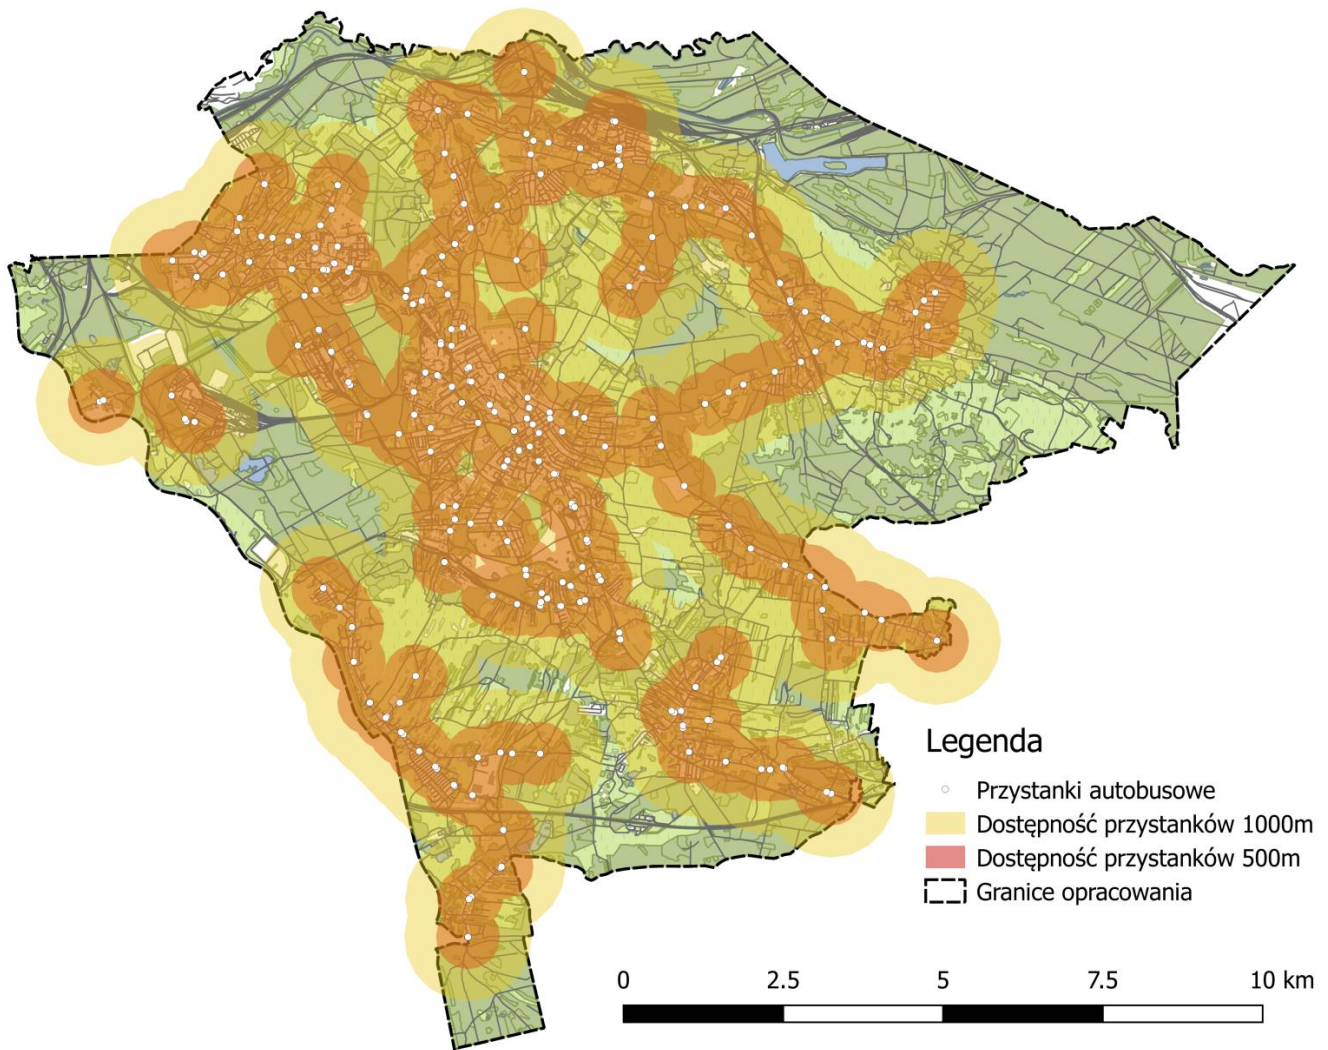 Legenda
Przystanki autobusowe
Dostępność przystanków 1000m
Dostępność przystanków 500m
Granice opracowania
0 2.5 5 7.5 10 km